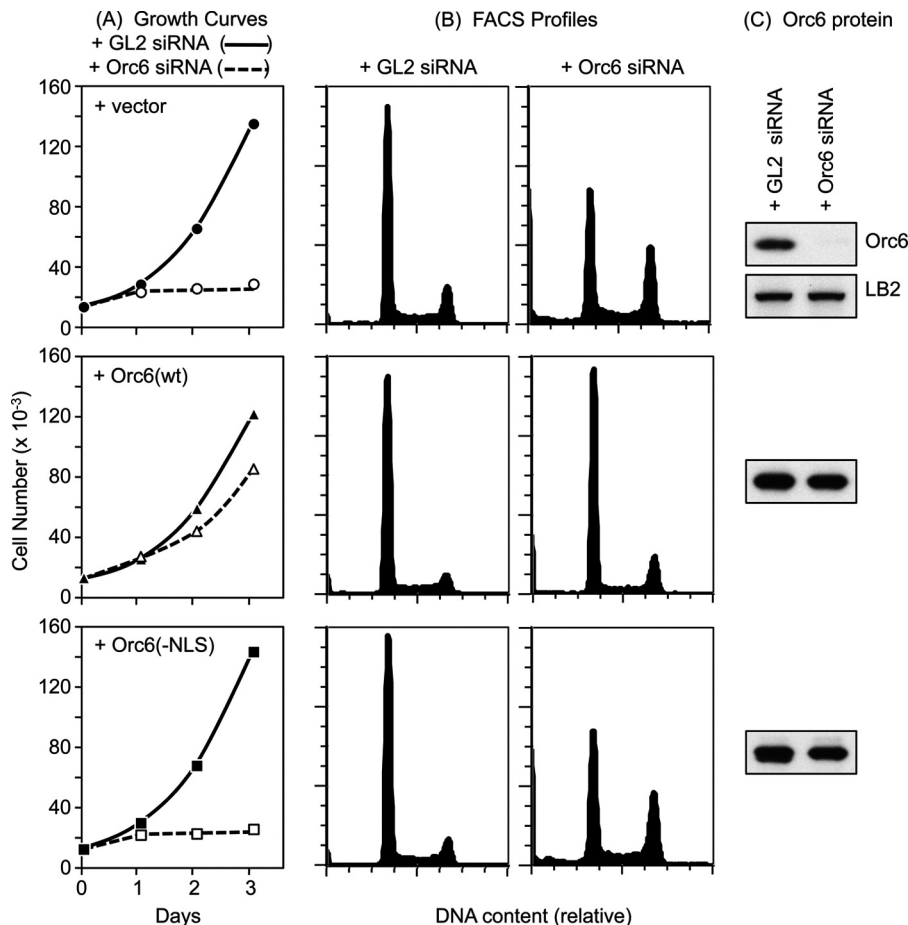 (A) Growth Curves
+ GL2 siRNA (——)
+ Orc6 siRNA (----)
(B) FACS Profiles
+ GL2 siRNA
+ Orc6 siRNA
(C) Orc6 protein
+ GL2 siRNA
+ Orc6 siRNA
160
120
80
40
0
+ vector
Orc6
LB2
Cell Number (x 10⁻³)
160
120
80
40
0
+ Orc6(wt)
160
120
80
40
0
+ Orc6(-NLS)
0 1 2 3
Days
DNA content (relative)